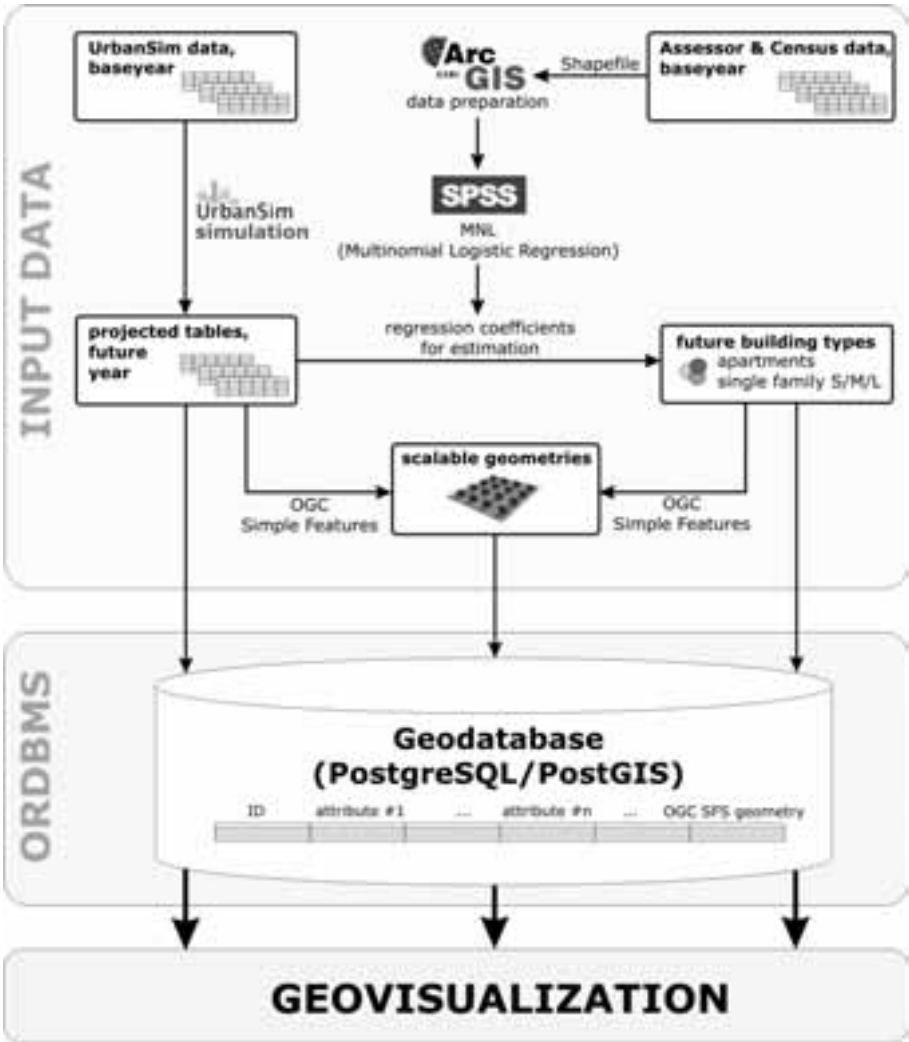 INPUT DATA
UrbanSim data,
baseyear
Arc
GIS
data preparation
Shapefile
Assessor & Census data,
baseyear
UrbanSim
simulation
SPSS
MNL
(Multinomial Logistic Regression)
projected tables,
future
year
regression coefficients
for estimation
future building types
apartments
single family S/M/L
scalable geometries
OGC
Simple Features
OGC
Simple Features
ORDBMS
Geodatabase
(PostgreSQL/PostGIS)
ID attribute #1 ... attribute #n ... OGC SFS geometry
GEOVISUALIZATION